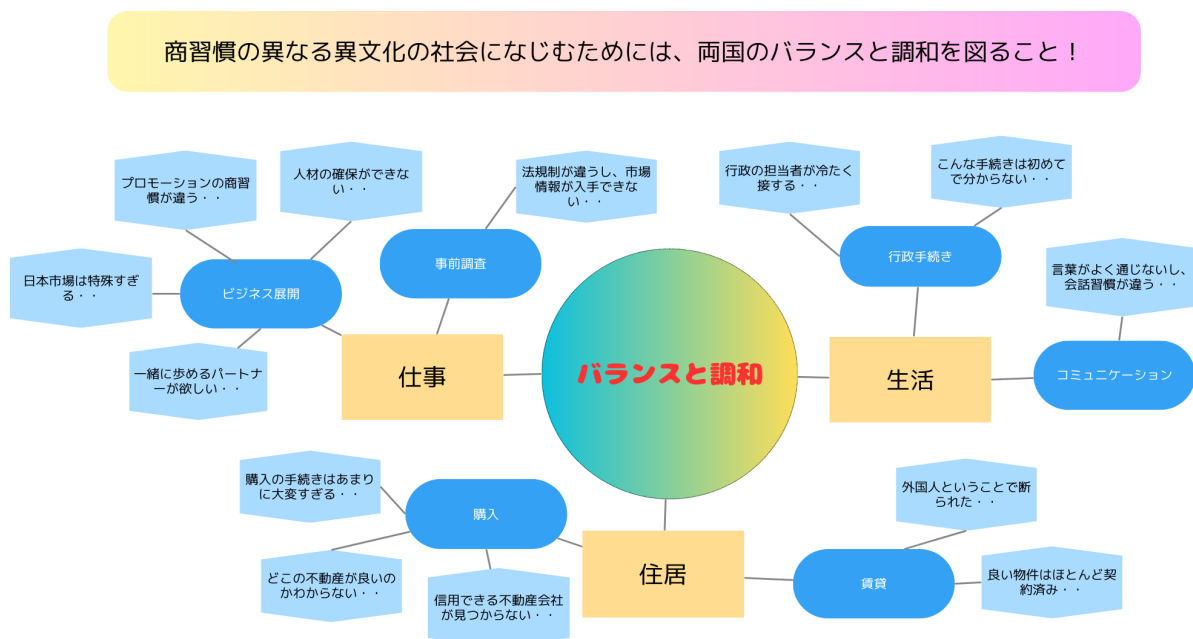 商習慣の異なる異文化の社会になじむためには、両国のバランスと調和を図ること！
プロモーションの商習
慣が違う・・
人材の確保ができな
い・・
法規制が違うし、市場
情報が入手できな
い・・
日本市場は特殊すぎ
る・・
ビジネス展開
事前調査
一緒に歩めるパートナ
ーが欲しい・・
仕事
バランスと調和
行政の担当者が冷たく
接する・・
こんな手続きは初めて
で分からない・・
行政手続き
言葉がよく通じないし、
会話習慣が違う・・
生活
コミュニケーション
購入の手続きはあまり
に大変すぎる・・
購入
どこの不動産が良いの
かわからない・・
信用できる不動産会社
が見つからない・・
住居
外国人ということで断
られた・・
賃貸
良い物件はほとんど契
約済み・・